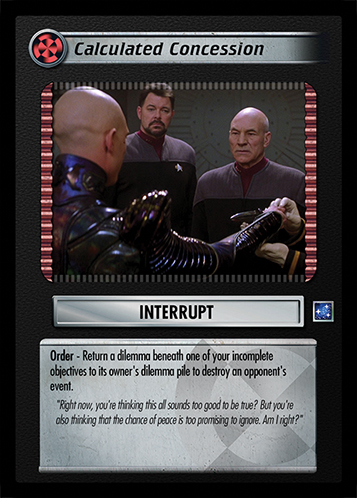 Calculated Concession
INTERRUPT
Order - Return a dilemma beneath one of your incomplete
objectives to its owner's dilemma pile to destroy an opponent's
event.
"Right now, you're thinking this all sounds too good to be true? But you're
also thinking that the chance of peace is too promising to ignore. Am I right?"